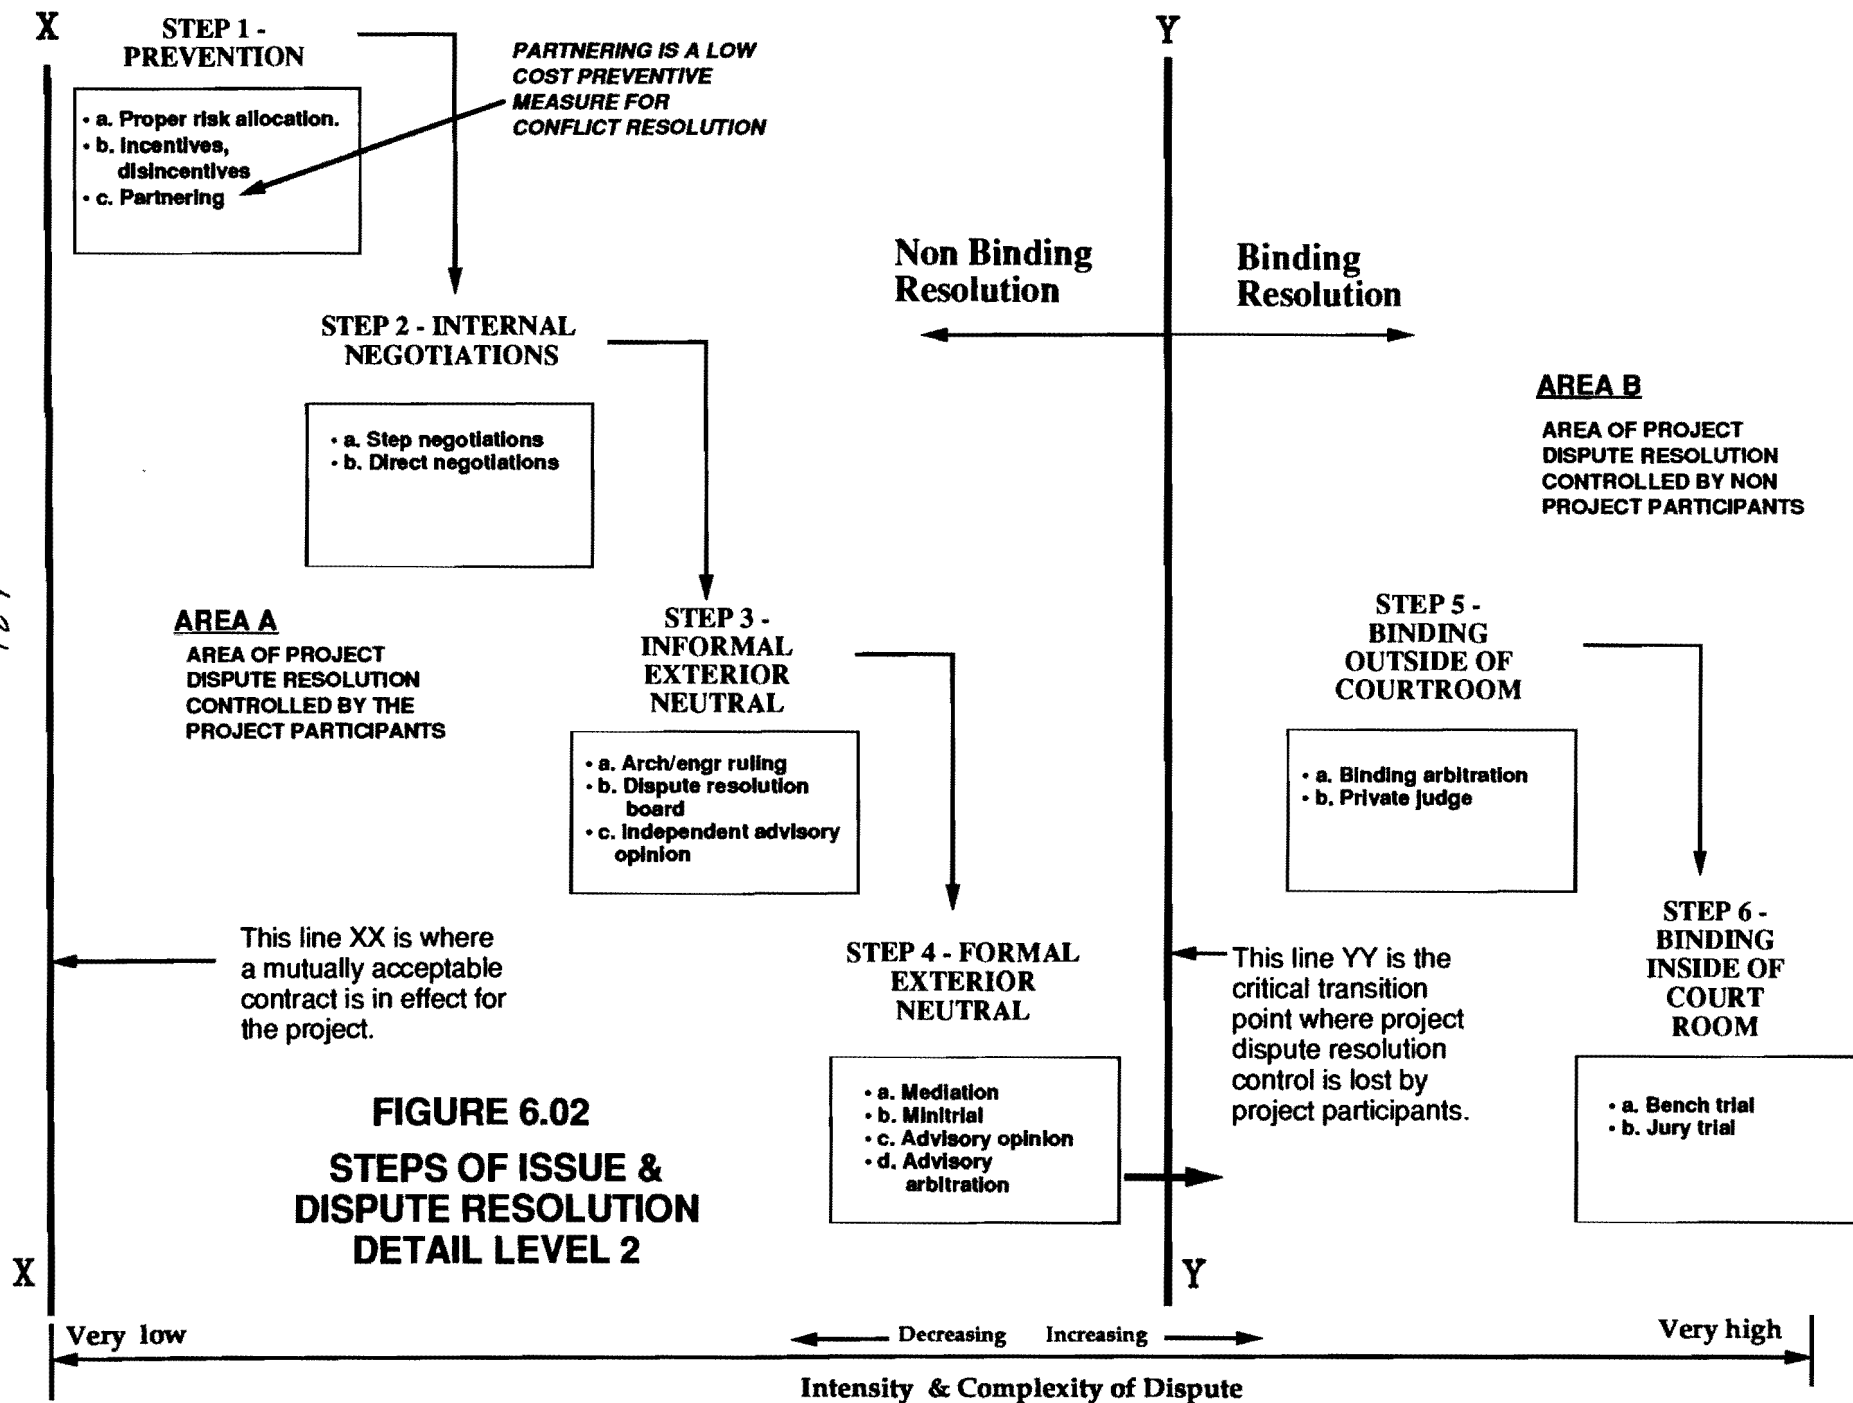 X
STEP 1 -
PREVENTION
• a. Proper risk allocation.
• b. Incentives,
disincentives
• c. Partnering
PARTNERING IS A LOW
COST PREVENTIVE
MEASURE FOR
CONFLICT RESOLUTION
Y
Non Binding
Resolution
Binding
Resolution
STEP 2 - INTERNAL
NEGOTIATIONS
• a. Step negotiations
• b. Direct negotiations
AREA B
AREA OF PROJECT
DISPUTE RESOLUTION
CONTROLLED BY NON
PROJECT PARTICIPANTS
AREA A
AREA OF PROJECT
DISPUTE RESOLUTION
CONTROLLED BY THE
PROJECT PARTICIPANTS
STEP 3 -
INFORMAL
EXTERIOR
NEUTRAL
• a. Arch/engr ruling
• b. Dispute resolution
board
• c. Independent advisory
opinion
STEP 5 -
BINDING
OUTSIDE OF
COURTROOM
• a. Binding arbitration
• b. Private judge
This line XX is where
a mutually acceptable
contract is in effect for
the project.
STEP 4 - FORMAL
EXTERIOR
NEUTRAL
• a. Mediation
• b. Minitrial
• c. Advisory opinion
• d. Advisory
arbitration
This line YY is the
critical transition
point where project
dispute resolution
control is lost by
project participants.
STEP 6 -
BINDING
INSIDE OF
COURT
ROOM
• a. Bench trial
• b. Jury trial
FIGURE 6.02
STEPS OF ISSUE &
DISPUTE RESOLUTION
DETAIL LEVEL 2
X
Y
Very low
Decreasing Increasing
Very high
Intensity & Complexity of Dispute